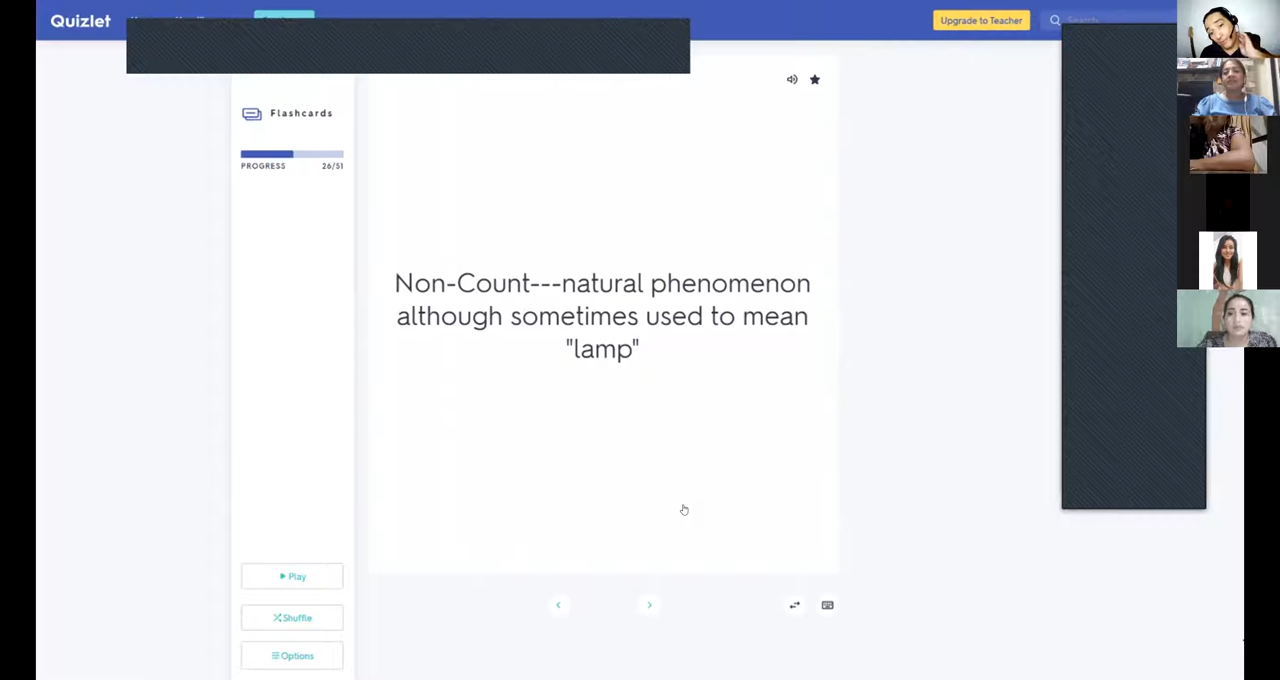 Quizlet
Upgrade to Teacher
Search
Flashcards
PROGRESS 26/51
Non-Count---natural phenomenon
although sometimes used to mean
"lamp"
Play
Shuffle
Options